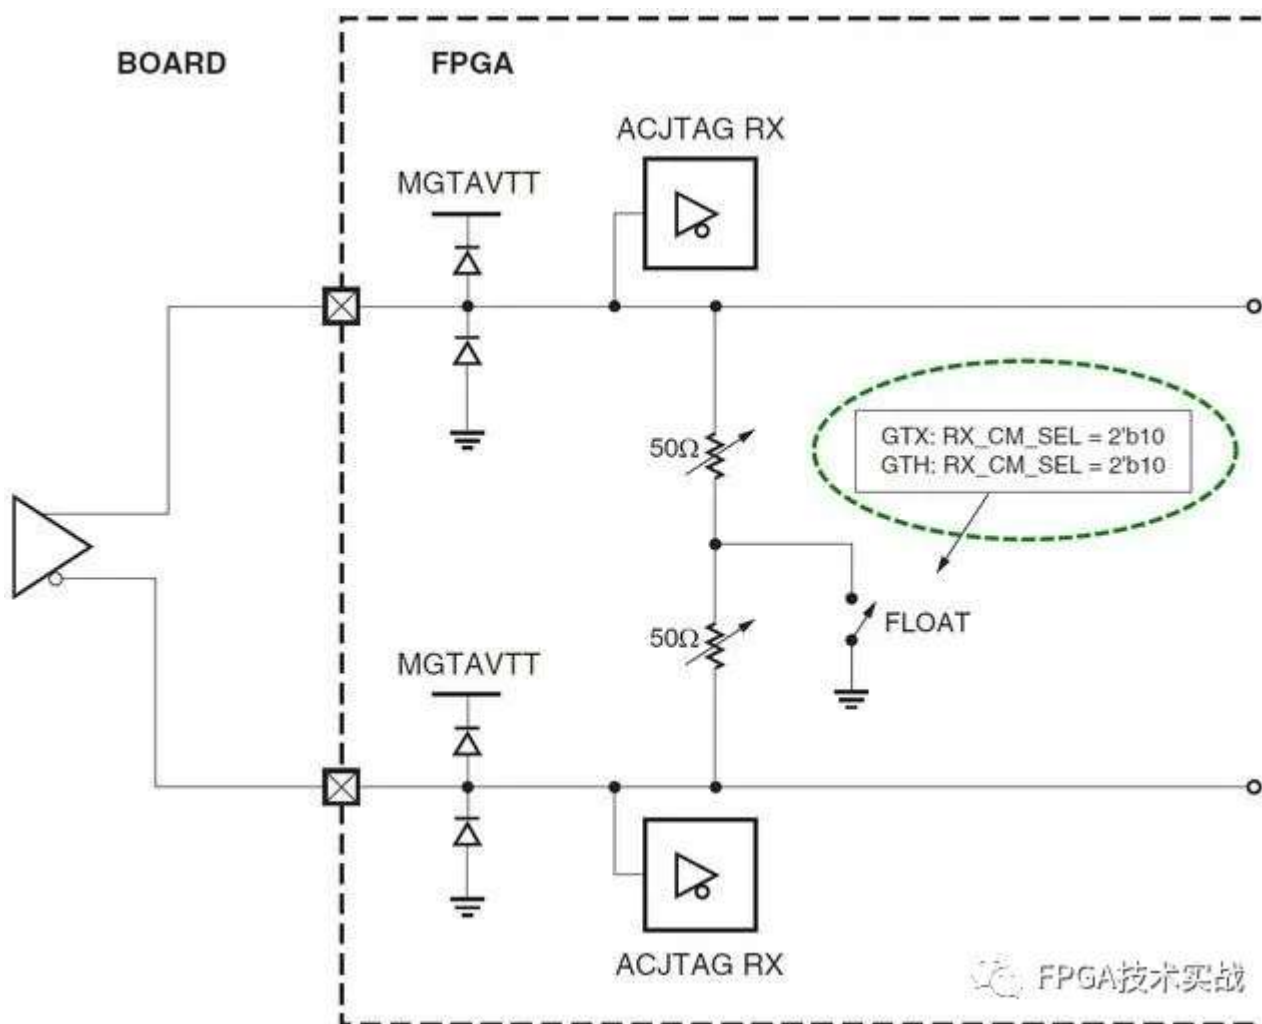 BOARD
FPGA
ACJTAG RX
MGTAVTT
50Ω
GTX: RX_CM_SEL = 2'b10
GTH: RX_CM_SEL = 2'b10
50Ω
FLOAT
MGTAVTT
ACJTAG RX
FPGA技术实战